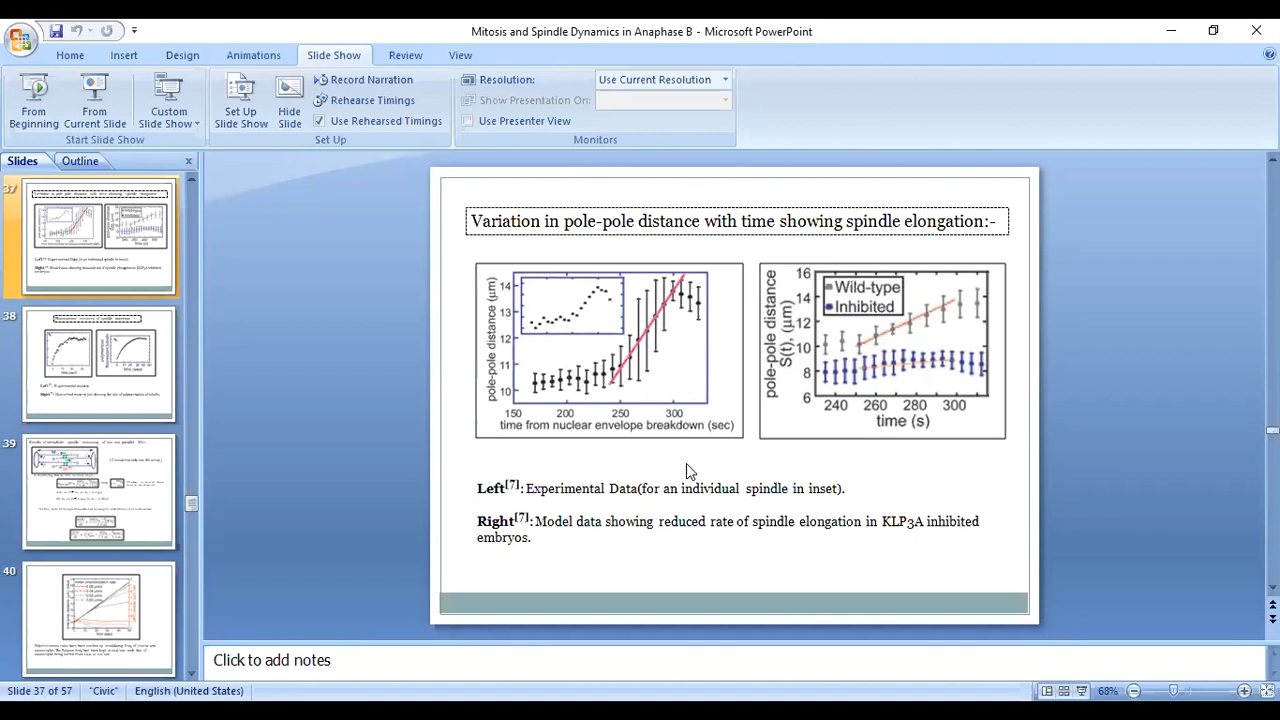 Mitosis and Spindle Dynamics in Anaphase B - Microsoft PowerPoint
Home Insert Design Animations Slide Show Review View
From Beginning
From Current Slide
Custom Slide Show
Set Up Slide Show
Hide Slide
Record Narration
Rehearse Timings
Use Rehearsed Timings
Resolution: Use Current Resolution
Show Presentation On:
Use Presenter View
Start Slide Show Set Up Monitors
Slides Outline
37
38
39
40
Variation in pole-pole distance with time showing spindle elongation:-
pole-pole distance (μm)
14
13
12
11
10
150 200 250 300
time from nuclear envelope breakdown (sec)
pole-pole distance
S(t), (μm)
16
14
12
10
8
6
Wild-type
Inhibited
240 260 280 300
time (s)
Left[7]:Experimental Data(for an individual spindle in inset).
Right[7]:Model data showing reduced rate of spindle elongation in KLP3A inhibited
embryos.
Click to add notes
Slide 37 of 57 "Civic" English (United States) 68%